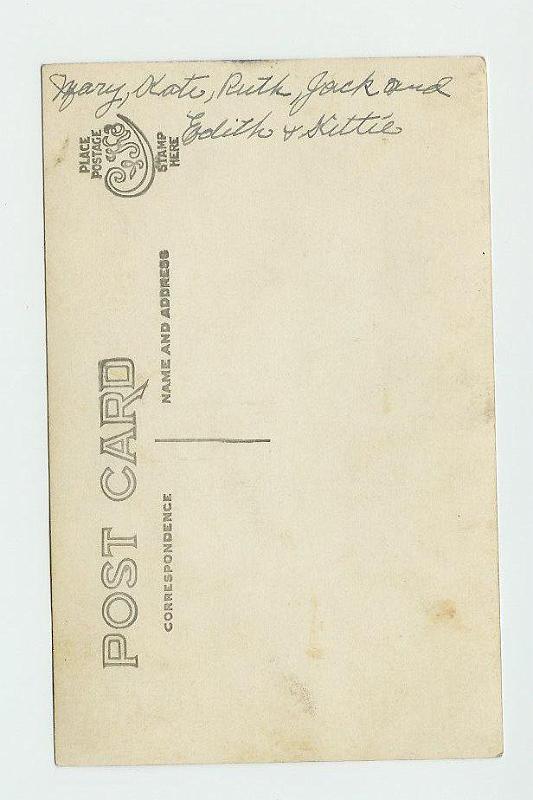 Mary, Kate, Ruth, Jack and
Edith & Kittie
PLACE
POSTAGE
STAMP
HERE
POST CARD
NAME AND ADDRESS
CORRESPONDENCE